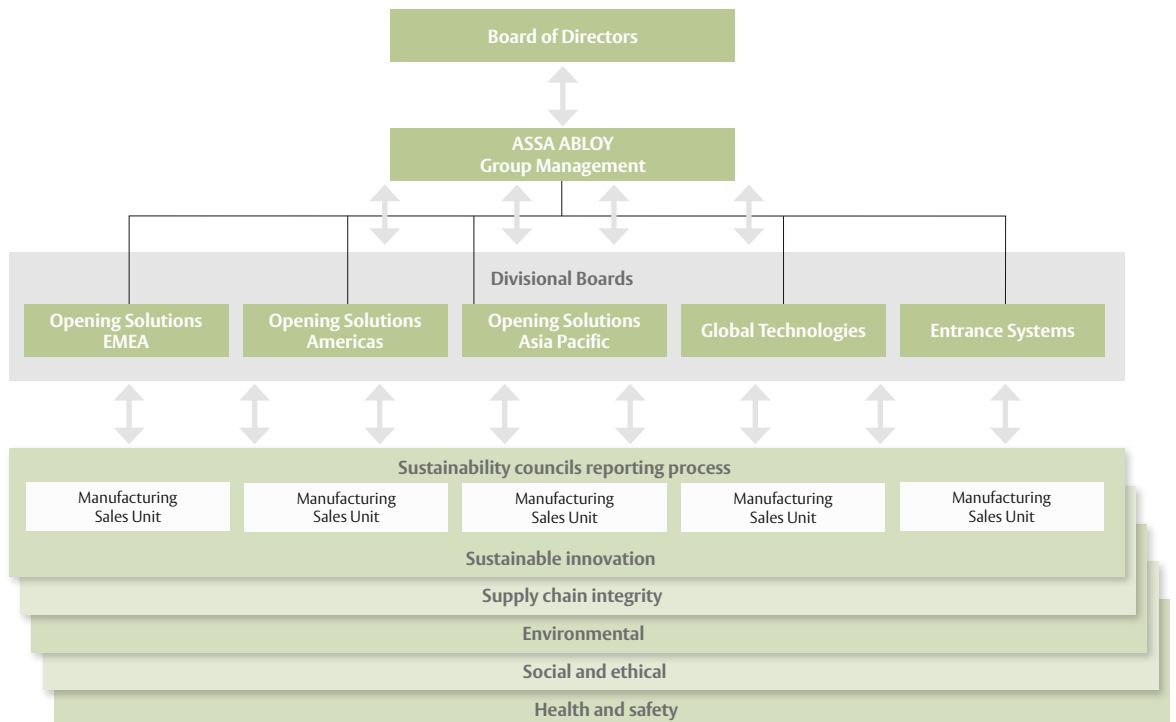 Board of Directors
ASSA ABLOY
Group Management
Divisional Boards
Opening Solutions
EMEA
Opening Solutions
Americas
Opening Solutions
Asia Pacific
Global Technologies
Entrance Systems
Sustainability councils reporting process
Manufacturing
Sales Unit
Manufacturing
Sales Unit
Manufacturing
Sales Unit
Manufacturing
Sales Unit
Manufacturing
Sales Unit
Sustainable innovation
Supply chain integrity
Environmental
Social and ethical
Health and safety